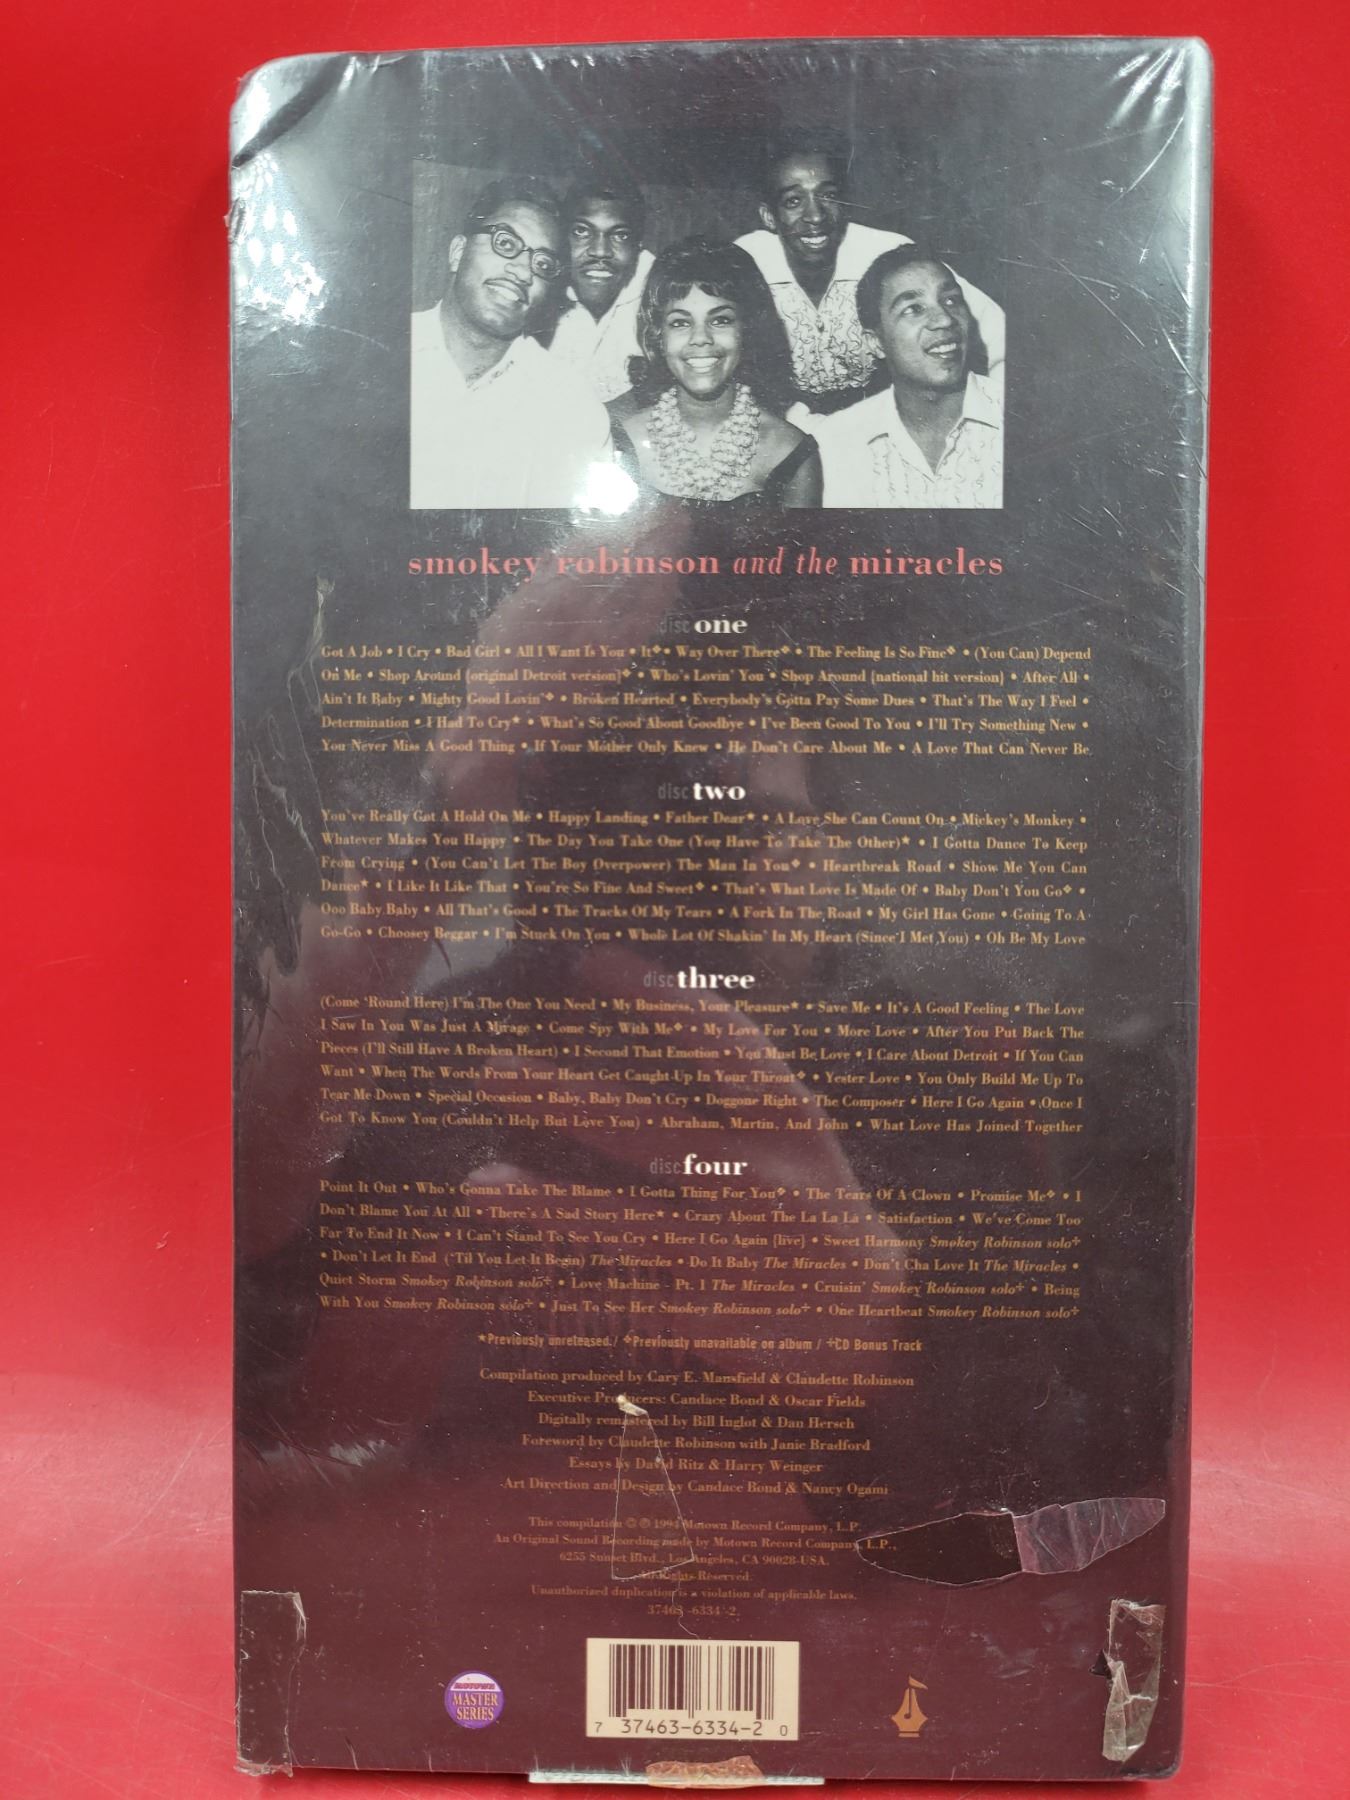 smokey robinson and the miracles
disc one
Got A Job • I Cry • Bad Girl • All I Want Is You • It❖ • Way Over There❖ • The Feeling Is So Fine❖ • (You Can) Depend
On Me • Shop Around {original Detroit version}❖ • Who's Lovin' You • Shop Around {national hit version} • After All •
Ain't It Baby • Mighty Good Lovin'❖ • Broken Hearted • Everybody's Gotta Pay Some Dues • That's The Way I Feel •
Determination • I Had To Cry★ • What's So Good About Goodbye • I've Been Good To You • I'll Try Something New •
You Never Miss A Good Thing • If Your Mother Only Knew • He Don't Care About Me • A Love That Can Never Be
disc two
You've Really Got A Hold On Me • Happy Landing • Father Dear★ • A Love She Can Count On • Mickey's Monkey •
Whatever Makes You Happy • The Day You Take One (You Have To Take The Other)★ • I Gotta Dance To Keep
From Crying • (You Can't Let The Boy Overpower) The Man In You❖ • Heartbreak Road • Show Me You Can
Dance★ • I Like It Like That • You're So Fine And Sweet❖ • That's What Love Is Made Of • Baby Don't You Go❖ •
Ooo Baby Baby • All That's Good • The Tracks Of My Tears • A Fork In The Road • My Girl Has Gone • Going To A
Go-Go • Choosey Beggar • I'm Stuck On You • Whole Lot Of Shakin' In My Heart (Since I Met You) • Oh Be My Love
disc three
(Come 'Round Here) I'm The One You Need • My Business, Your Pleasure★ • Save Me • It's A Good Feeling • The Love
I Saw In You Was Just A Mirage • Come Spy With Me❖ • My Love For You • More Love • After You Put Back The
Pieces (I'll Still Have A Broken Heart) • I Second That Emotion • You Must Be Love • I Care About Detroit • If You Can
Want • When The Words From Your Heart Get Caught Up In Your Throat❖ • Yester Love • You Only Build Me Up To
Tear Me Down • Special Occasion • Baby, Baby Don't Cry • Doggone Right • The Composer • Here I Go Again • Once I
Got To Know You (Couldn't Help But Love You) • Abraham, Martin, And John • What Love Has Joined Together
disc four
Point It Out • Who's Gonna Take The Blame • I Gotta Thing For You❖ • The Tears Of A Clown • Promise Me❖ • I
Don't Blame You At All • There's A Sad Story Here★ • Crazy About The La La La • Satisfaction • We've Come Too
Far To End It Now • I Can't Stand To See You Cry • Here I Go Again {live} • Sweet Harmony Smokey Robinson solo✢
• Don't Let It End ('Til You Let It Begin) The Miracles • Do It Baby The Miracles • Don't Cha Love It The Miracles •
Quiet Storm Smokey Robinson solo✢ • Love Machine - Pt. I The Miracles • Cruisin' Smokey Robinson solo✢ • Being
With You Smokey Robinson solo✢ • Just To See Her Smokey Robinson solo✢ • One Heartbeat Smokey Robinson solo✢
★Previously unreleased / ❖Previously unavailable on album / ✢CD Bonus Track
Compilation produced by Cary E. Mansfield & Claudette Robinson
Executive Producers: Candace Bond & Oscar Fields
Digitally remastered by Bill Inglot & Dan Hersch
Foreword by Claudette Robinson with Janie Bradford
Essays by David Ritz & Harry Weinger
Art Direction and Design by Candace Bond & Nancy Ogami
This compilation © ℗ 1994 Motown Record Company, L.P.
An Original Sound Recording made by Motown Record Company, L.P.,
6255 Sunset Blvd., Los Angeles, CA 90028-USA.
All Rights Reserved.
Unauthorized duplication is a violation of applicable laws.
37463-6334-2.
MOTOWN
MASTER
SERIES
7 37463-6334-2 0